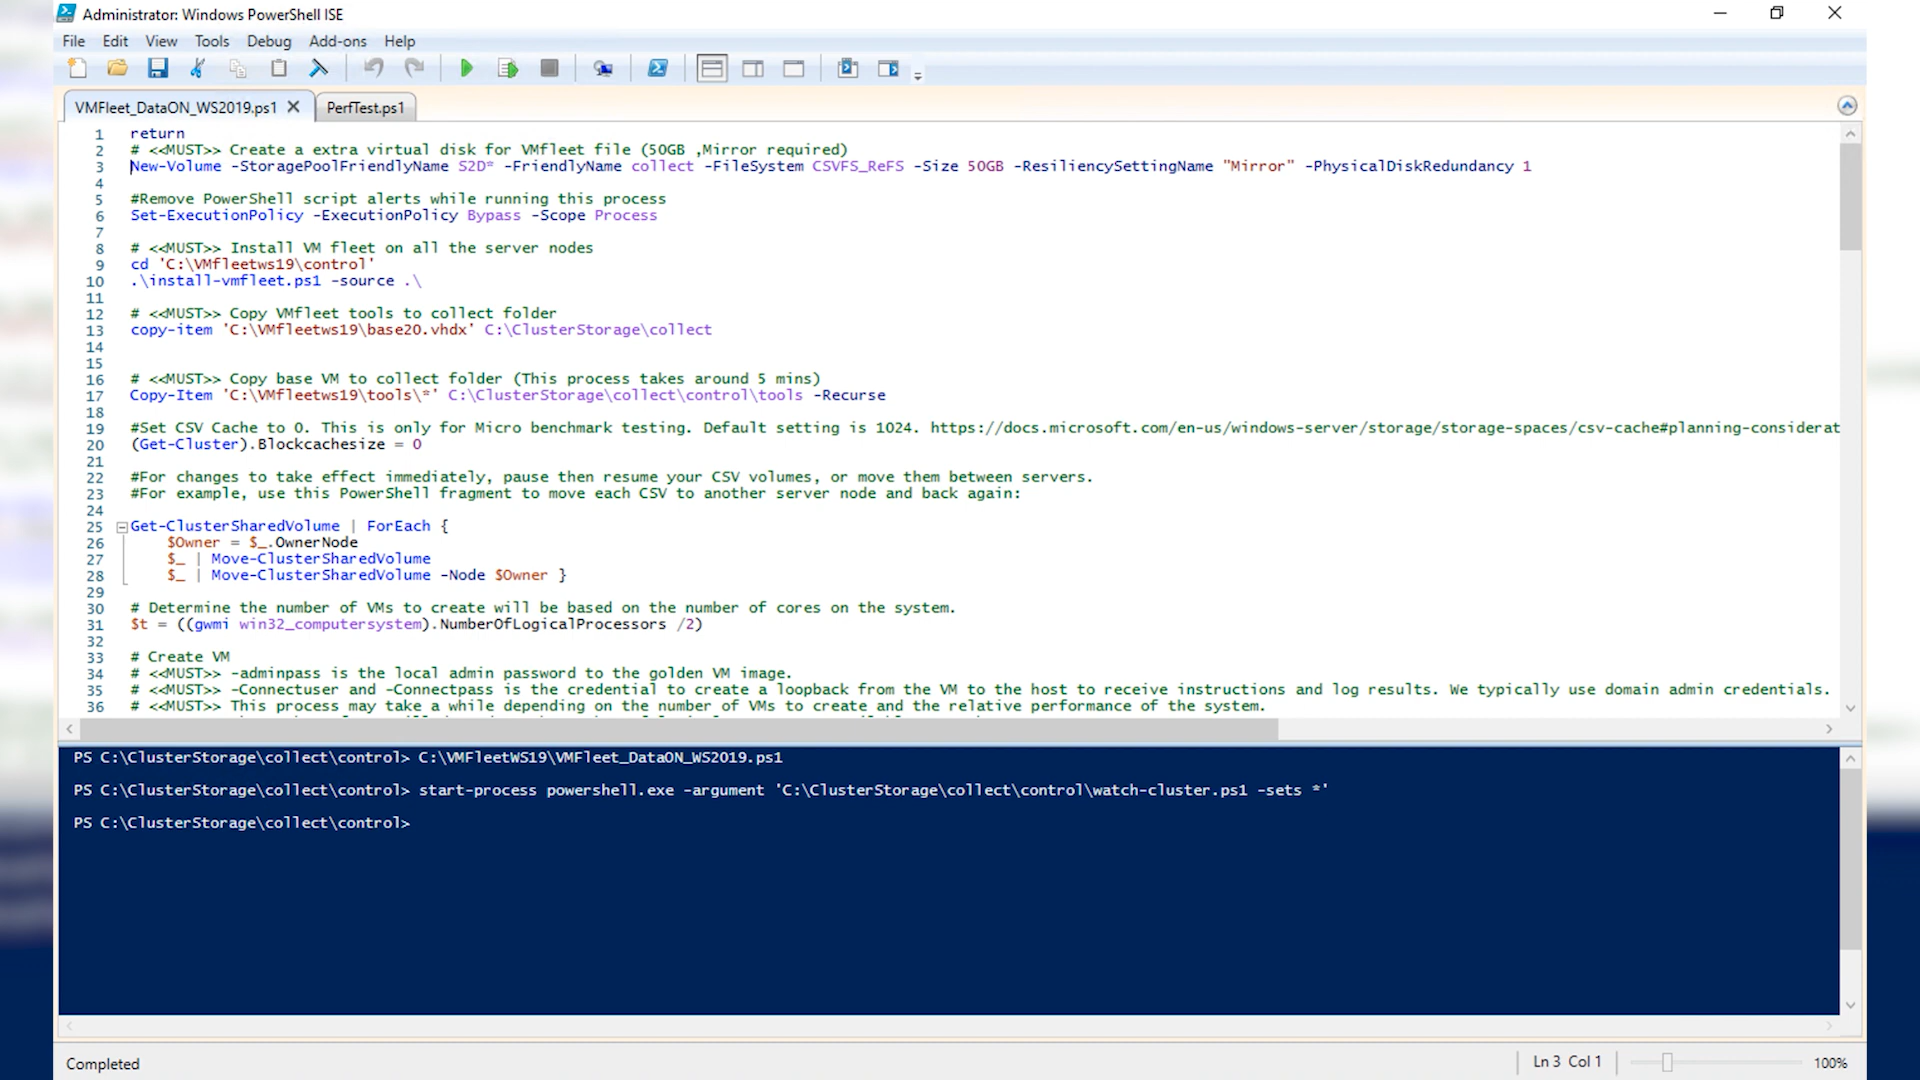 Administrator: Windows PowerShell ISE
File Edit View Tools Debug Add-ons Help
VMFleet_DataON_WS2019.ps1 PerfTest.ps1
1 return
2 # <<MUST>> Create a extra virtual disk for VMfleet file (50GB ,Mirror required)
3 New-Volume -StoragePoolFriendlyName S2D* -FriendlyName collect -FileSystem CSVFS_ReFS -Size 50GB -ResiliencySettingName "Mirror" -PhysicalDiskRedundancy 1
4
5 #Remove PowerShell script alerts while running this process
6 Set-ExecutionPolicy -ExecutionPolicy Bypass -Scope Process
7
8 # <<MUST>> Install VM fleet on all the server nodes
9 cd 'C:\VMfleetws19\control'
10 .\install-vmfleet.ps1 -source .\
11
12 # <<MUST>> Copy VMfleet tools to collect folder
13 copy-item 'C:\VMfleetws19\base20.vhdx' C:\ClusterStorage\collect
14
15
16 # <<MUST>> Copy base VM to collect folder (This process takes around 5 mins)
17 Copy-Item 'C:\VMfleetws19\tools\*' C:\ClusterStorage\collect\control\tools -Recurse
18
19 #Set CSV Cache to 0. This is only for Micro benchmark testing. Default setting is 1024. https://docs.microsoft.com/en-us/windows-server/storage/storage-spaces/csv-cache#planning-considerat
20 (Get-Cluster).Blockcachesize = 0
21
22 #For changes to take effect immediately, pause then resume your CSV volumes, or move them between servers.
23 #For example, use this PowerShell fragment to move each CSV to another server node and back again:
24
25 Get-ClusterSharedVolume | ForEach {
26 $Owner = $_.OwnerNode
27 $_ | Move-ClusterSharedVolume
28 $_ | Move-ClusterSharedVolume -Node $Owner }
29
30 # Determine the number of VMs to create will be based on the number of cores on the system.
31 $t = ((gwmi win32_computersystem).NumberOfLogicalProcessors /2)
32
33 # Create VM
34 # <<MUST>> -adminpass is the local admin password to the golden VM image.
35 # <<MUST>> -Connectuser and -Connectpass is the credential to create a loopback from the VM to the host to receive instructions and log results. We typically use domain admin credentials.
36 # <<MUST>> This process may take a while depending on the number of VMs to create and the relative performance of the system.
PS C:\ClusterStorage\collect\control> C:\VMFleetWS19\VMFleet_DataON_WS2019.ps1
PS C:\ClusterStorage\collect\control> start-process powershell.exe -argument 'C:\ClusterStorage\collect\control\watch-cluster.ps1 -sets *'
PS C:\ClusterStorage\collect\control>
Completed Ln 3 Col 1 100%